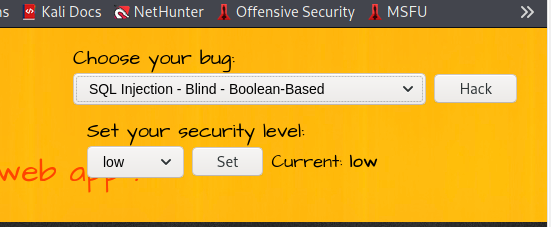 ns Kali Docs NetHunter Offensive Security MSFU
Choose your bug:
SQL Injection - Blind - Boolean-Based Hack
Set your security level:
low Set Current: low
web app !